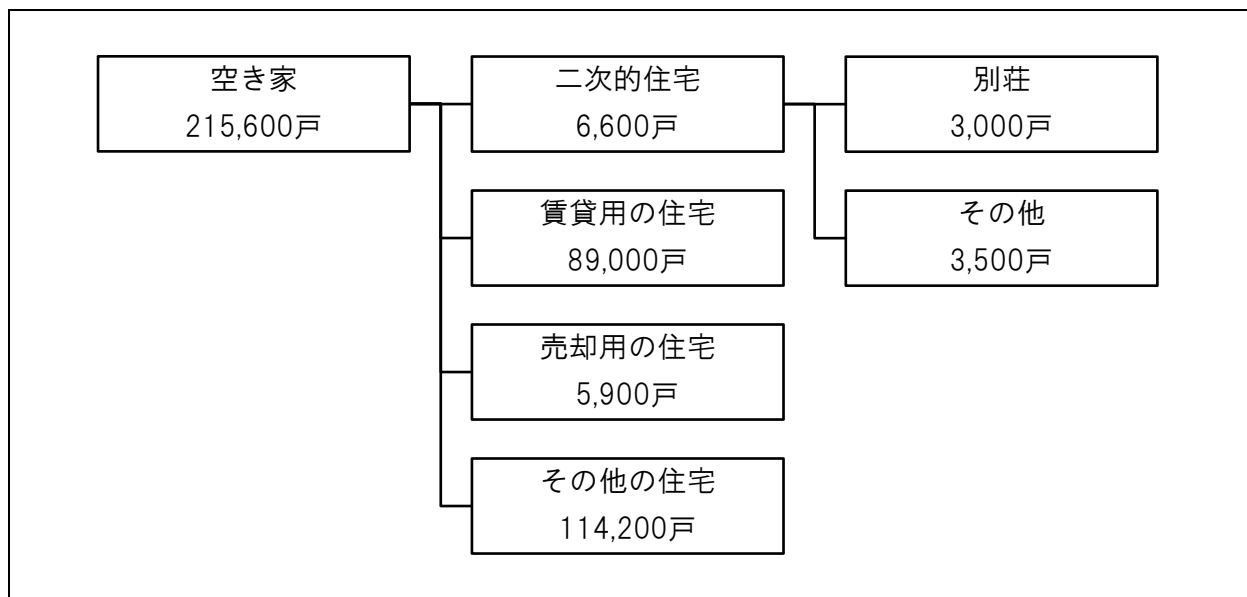 空き家
215,600戸
二次的住宅
6,600戸
別荘
3,000戸
賃貸用の住宅
89,000戸
その他
3,500戸
売却用の住宅
5,900戸
その他の住宅
114,200戸